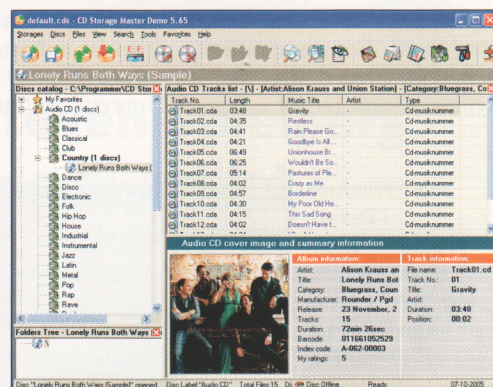 default.cds - CD Storage Master Demo 5.65
Storages Discs Files View Search Tools Favorites Help
Lonely Runs Both Ways (Sample)
Discs catalog - C:\Programmer\CD Stor
My Favorites
Audio CD (1 discs)
Acoustic
Blues
Classical
Club
Country (1 discs)
Lonely Runs Both Ways (
Dance
Disco
Electronic
Folk
Hip Hop
House
Industrial
Instrumental
Jazz
Latin
Metal
Pop
Rap
Rave
Folders Tree - Lonely Runs Both Ways
\
Audio CD Tracks list - [\] - [Artist:Alison Krauss and Union Station] - [Category:Bluegrass, Co
Track No. Length Music Title Artist Type
Track01.cda 03:48 Gravity - Cd-musiknummer
Track02.cda 04:35 Restless - Cd-musiknummer
Track03.cda 04:41 Rain Please Go... - Cd-musiknummer
Track04.cda 04:21 Goodbye Is All ... - Cd-musiknummer
Track05.cda 06:49 Unionhouse Br... - Cd-musiknummer
Track06.cda 06:25 Wouldn't Be So... - Cd-musiknummer
Track07.cda 05:14 Pastures of Ple... - Cd-musiknummer
Track08.cda 04:02 Crazy as Me - Cd-musiknummer
Track09.cda 04:57 Borderline - Cd-musiknummer
Track10.cda 04:30 My Poor Old He... - Cd-musiknummer
Track11.cda 04:15 This Sad Song - Cd-musiknummer
Track12.cda 04:02 Doesn't Have t... - Cd-musiknummer
Audio CD cover image and summary information
Album information:
Artist: Alison Krauss an
Title: Lonely Runs Bot
Category: Bluegrass, Coun
Manufacturer: Rounder / Pgd
Release: 23 November, 2
Tracks: 15
Duration: 72min 26sec
Barcode: 011661052529
Index code: A-062-00003
My ratings: 5
Track information:
File name: Track01.cd
Track No.: 01
Title: Gravity
Artist:
Duration: 03:48
Position: 00:02
Disc "Lonely Runs Both Ways (Sample)" opened Disc Label "Audio CD" Total Files 15 Di Disc Offline Ready 07-10-2005